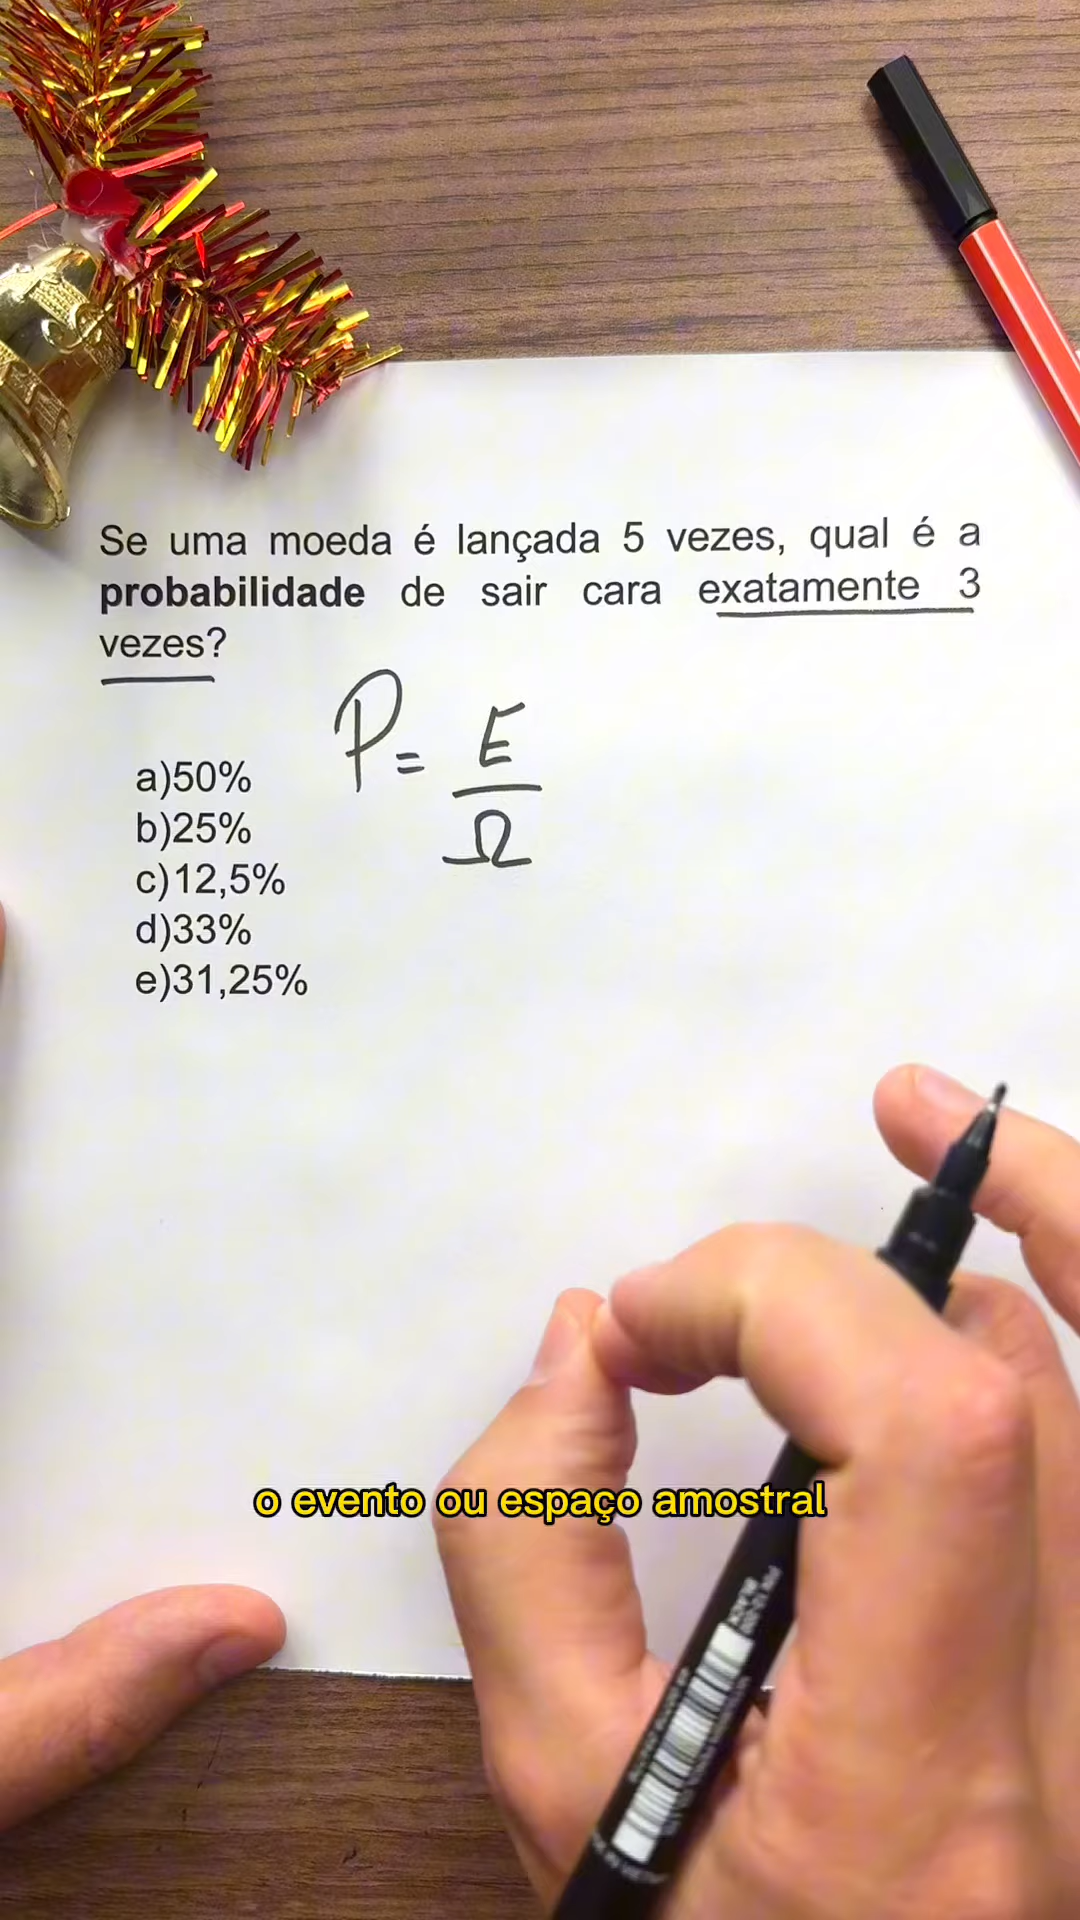 Se uma moeda é lançada 5 vezes, qual é a
probabilidade de sair cara exatamente 3
vezes?
P = E
Ω
a)50%
b)25%
c)12,5%
d)33%
e)31,25%
o evento ou espaço amostral
BLACK